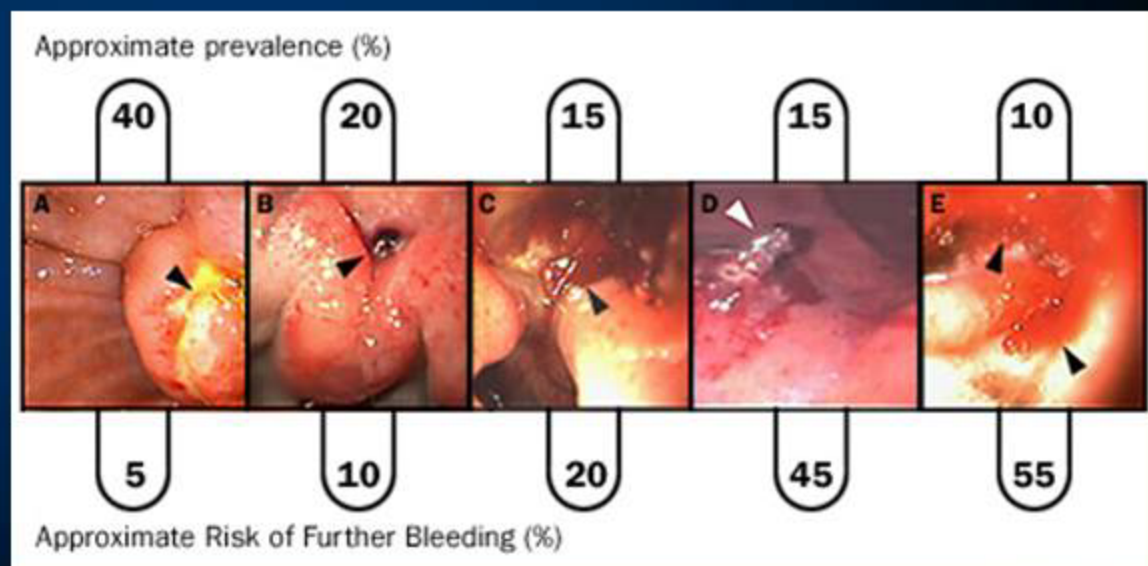 Approximate prevalence (%)
40 20 15 15 10
A B C D E
5 10 20 45 55
Approximate Risk of Further Bleeding (%)